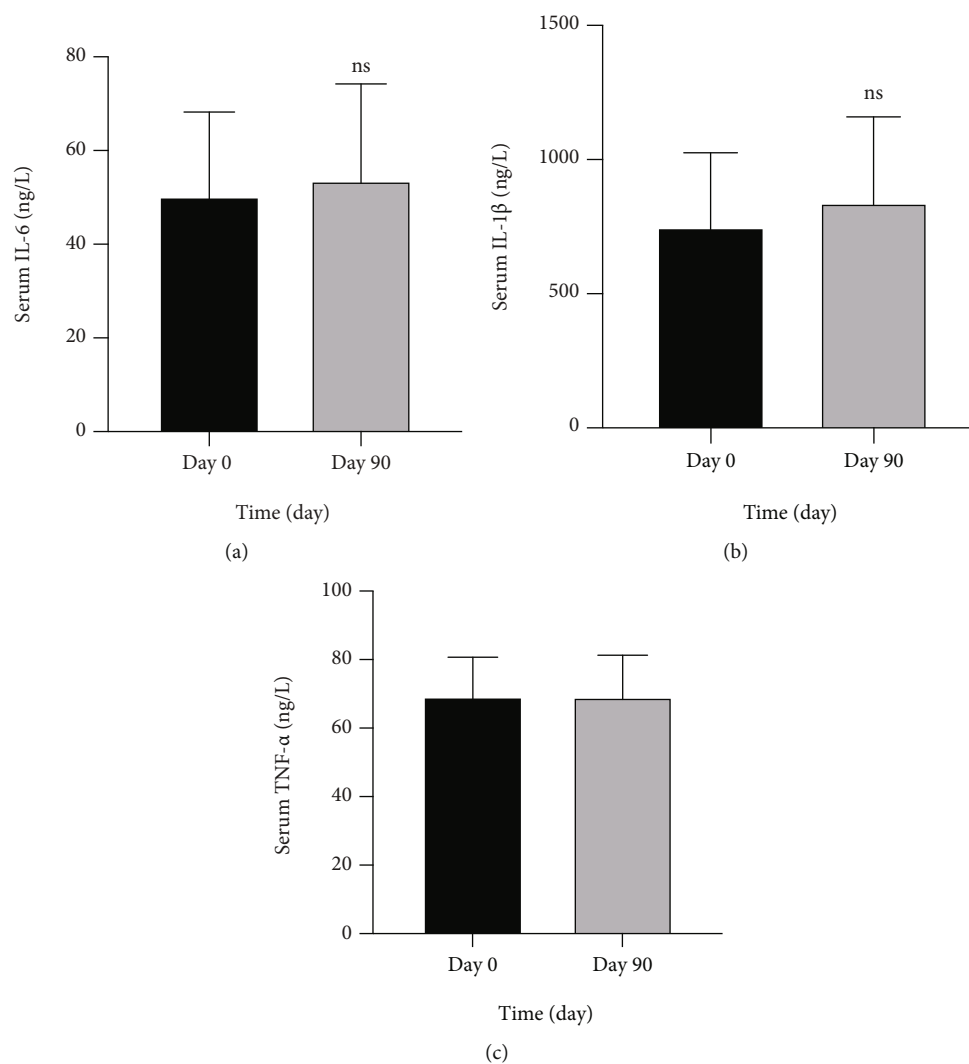 Serum IL-6 (ng/L)
80
60
40
20
0
ns
Day 0 Day 90
Time (day)
(a)
Serum IL-1β (ng/L)
1500
1000
500
0
ns
Day 0 Day 90
Time (day)
(b)
Serum TNF-α (ng/L)
100
80
60
40
20
0
Day 0 Day 90
Time (day)
(c)